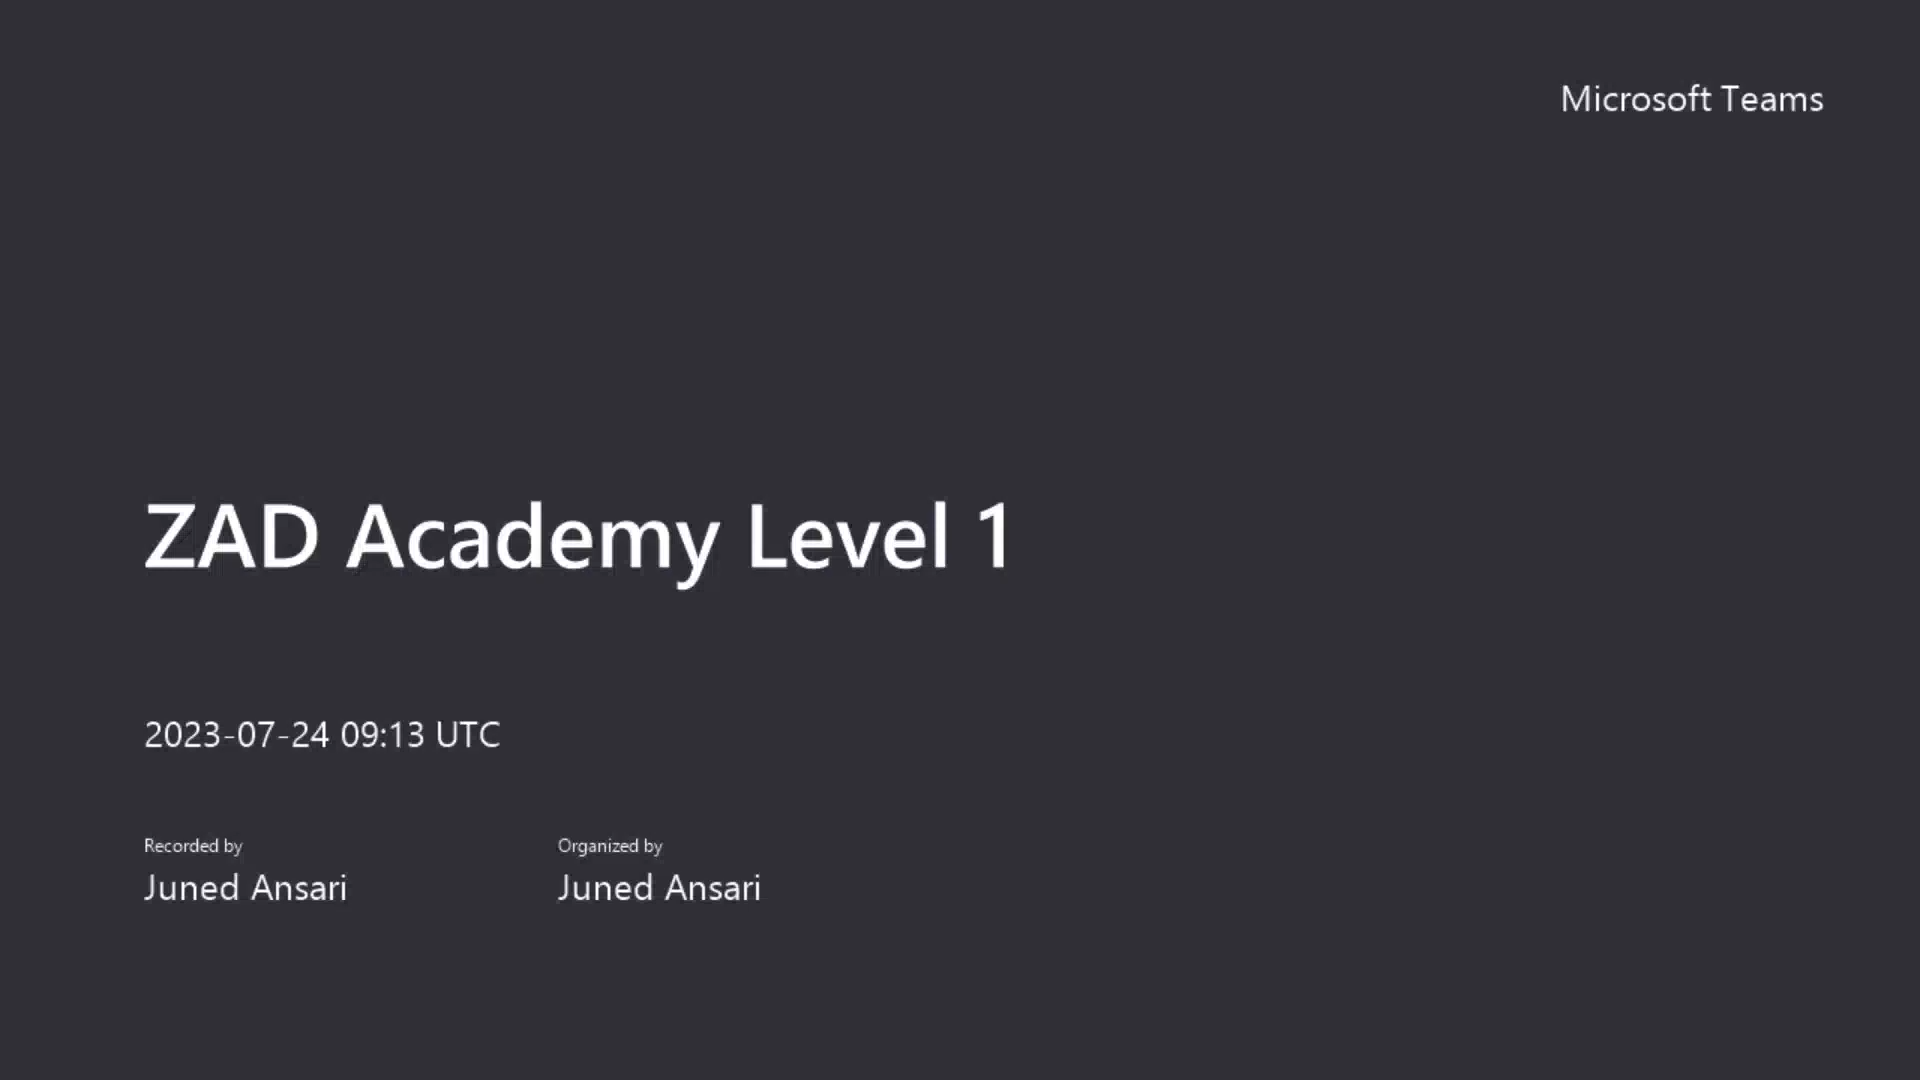 Microsoft Teams
ZAD Academy Level 1
2023-07-24 09:13 UTC
Recorded by
Juned Ansari
Organized by
Juned Ansari